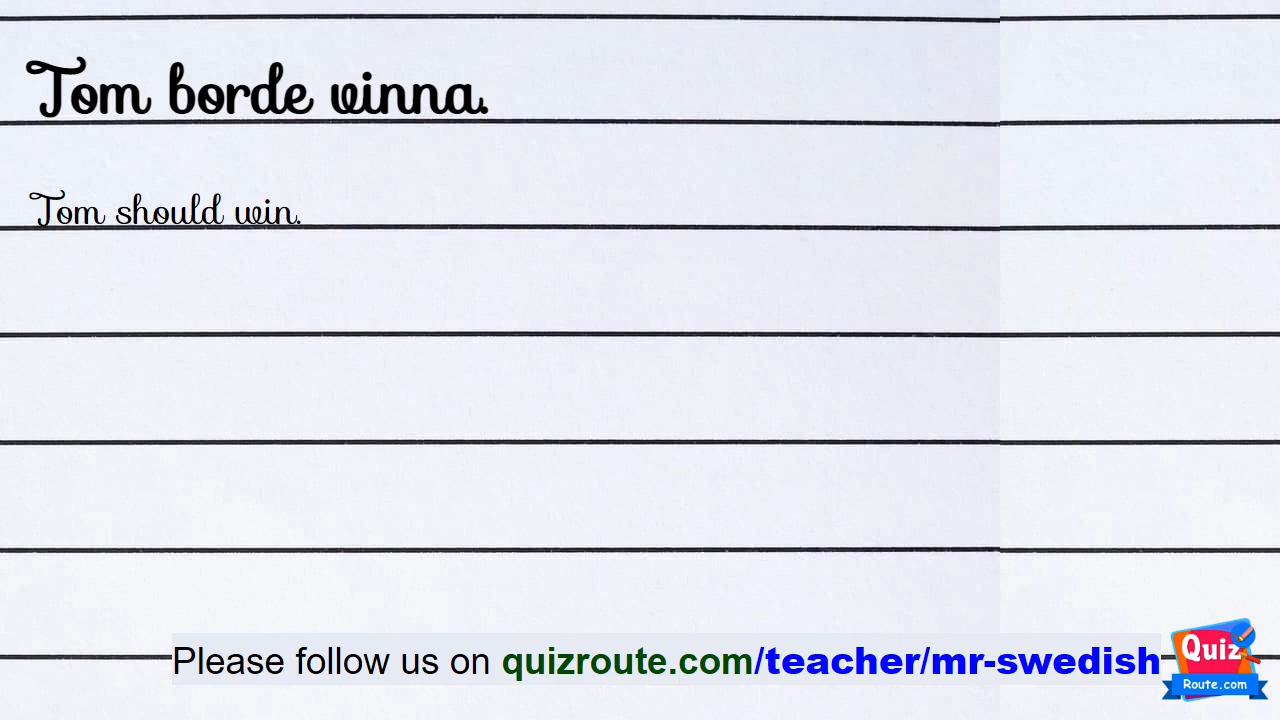 Tom borde vinna.
Tom should win.
Please follow us on quizroute.com/teacher/mr-swedish
Quiz
Route.com